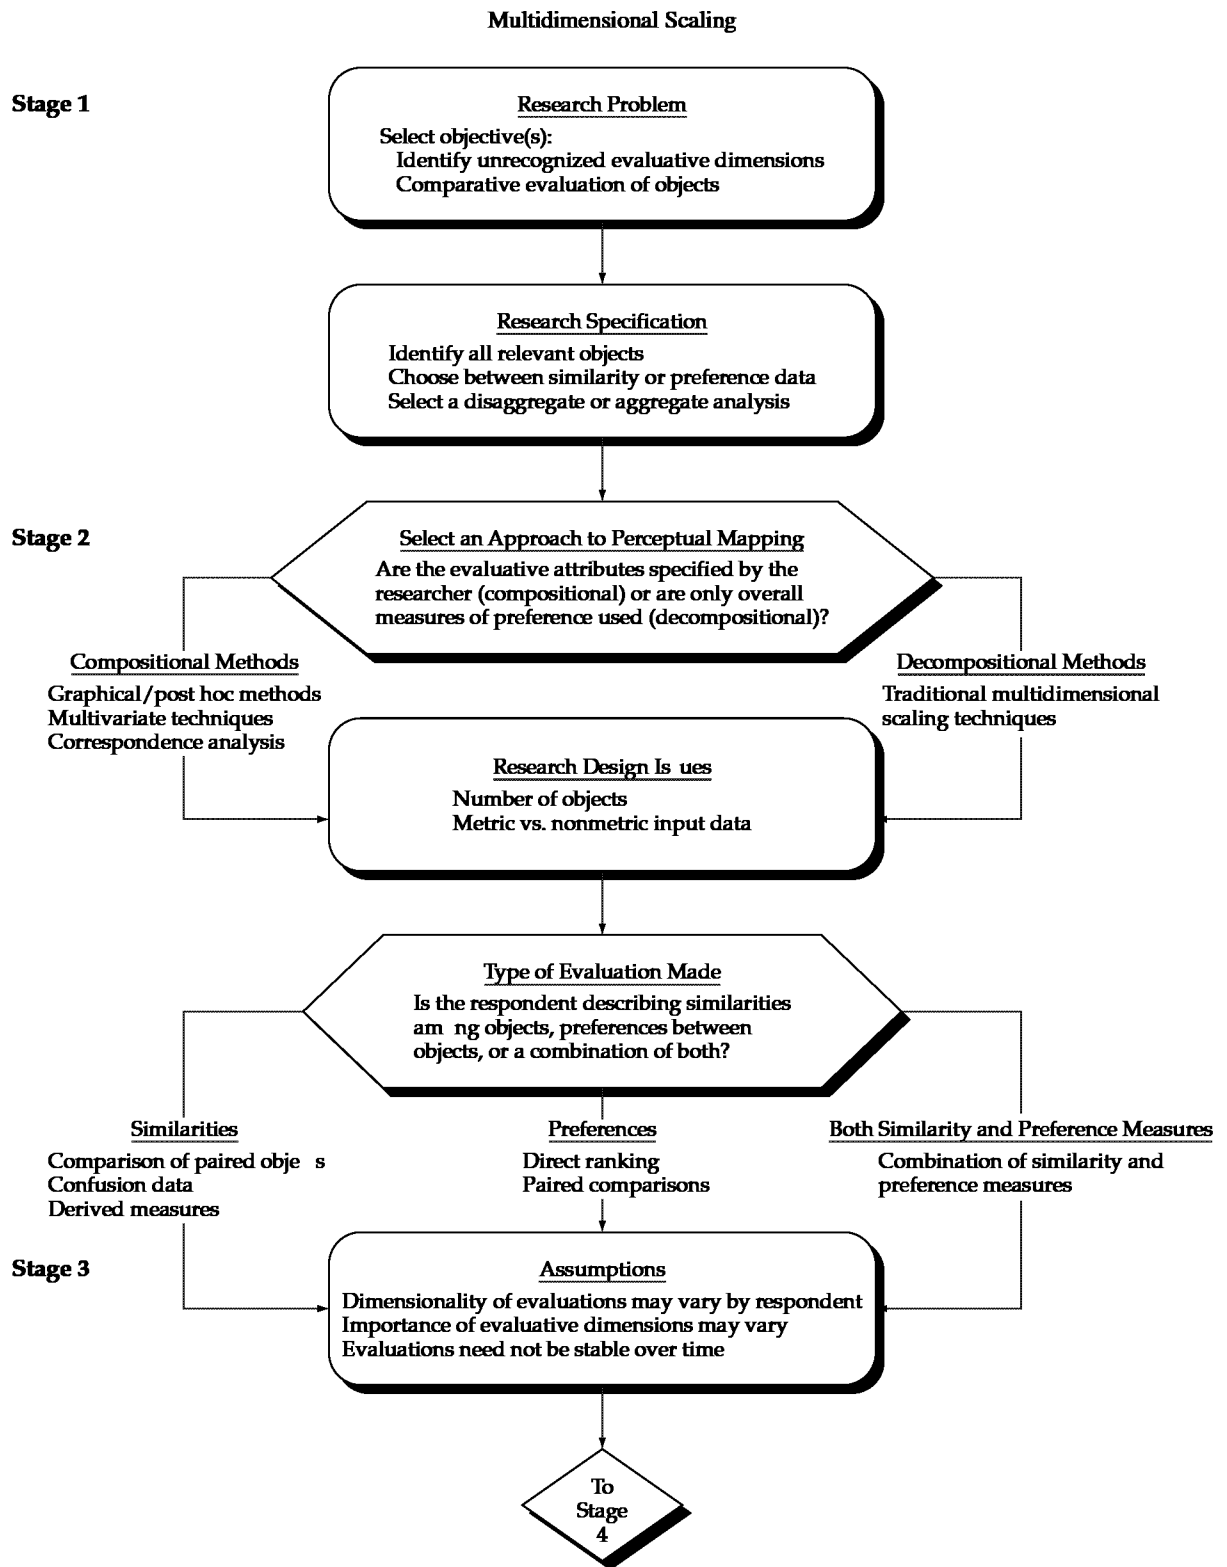 Multidimensional Scaling
Stage 1
Research Problem
Select objective(s):
Identify unrecognized evaluative dimensions
Comparative evaluation of objects
Research Specification
Identify all relevant objects
Choose between similarity or preference data
Select a disaggregate or aggregate analysis
Stage 2
Select an Approach to Perceptual Mapping
Are the evaluative attributes specified by the
researcher (compositional) or are only overall
measures of preference used (decompositional)?
Compositional Methods
Graphical/post hoc methods
Multivariate techniques
Correspondence analysis
Decompositional Methods
Traditional multidimensional
scaling techniques
Research Design Is ues
Number of objects
Metric vs. nonmetric input data
Type of Evaluation Made
Is the respondent describing similarities
am ng objects, preferences between
objects, or a combination of both?
Similarities
Comparison of paired obje s
Confusion data
Derived measures
Preferences
Direct ranking
Paired comparisons
Both Similarity and Preference Measures
Combination of similarity and
preference measures
Stage 3
Assumptions
Dimensionality of evaluations may vary by respondent
Importance of evaluative dimensions may vary
Evaluations need not be stable over time
To
Stage
4